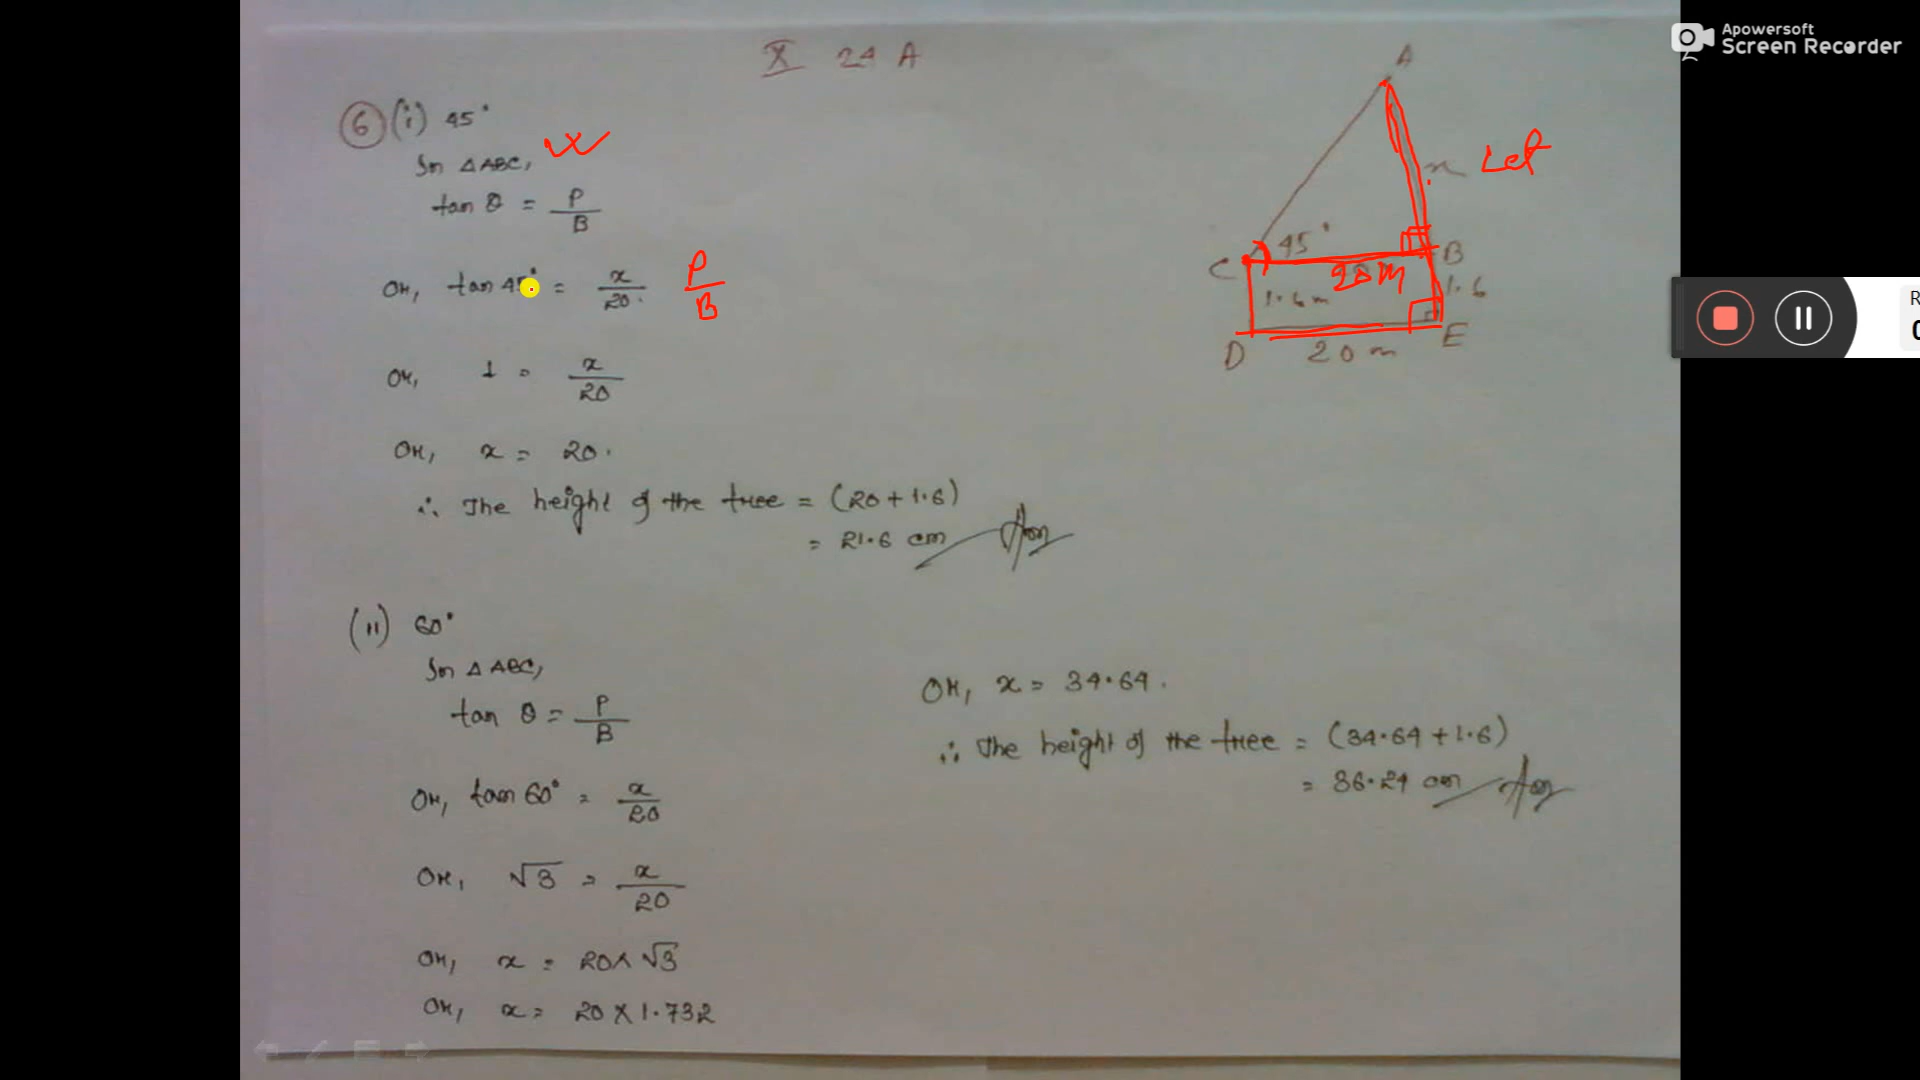 X 24 A
6 (i) 45°
In △ABC,
tan θ = P/B
Or, tan 45° = x/20 P/B
Or, 1 = x/20
Or, x = 20.
∴ The height of the tree = (20 + 1.6)
= 21.6 cm Ans
(ii) 60°
In △ABC,
tan θ = P/B
Or, tan 60° = x/20
Or, √3 = x/20
Or, x = 20 × √3
Or, x = 20 × 1.732
Or, x = 34.64.
∴ The height of the tree = (34.64 + 1.6)
= 36.24 cm Ans
A
x Let
45°
C B
20 m
1.6 m 1.6
D E
20 m
Apowersoft
Screen Recorder